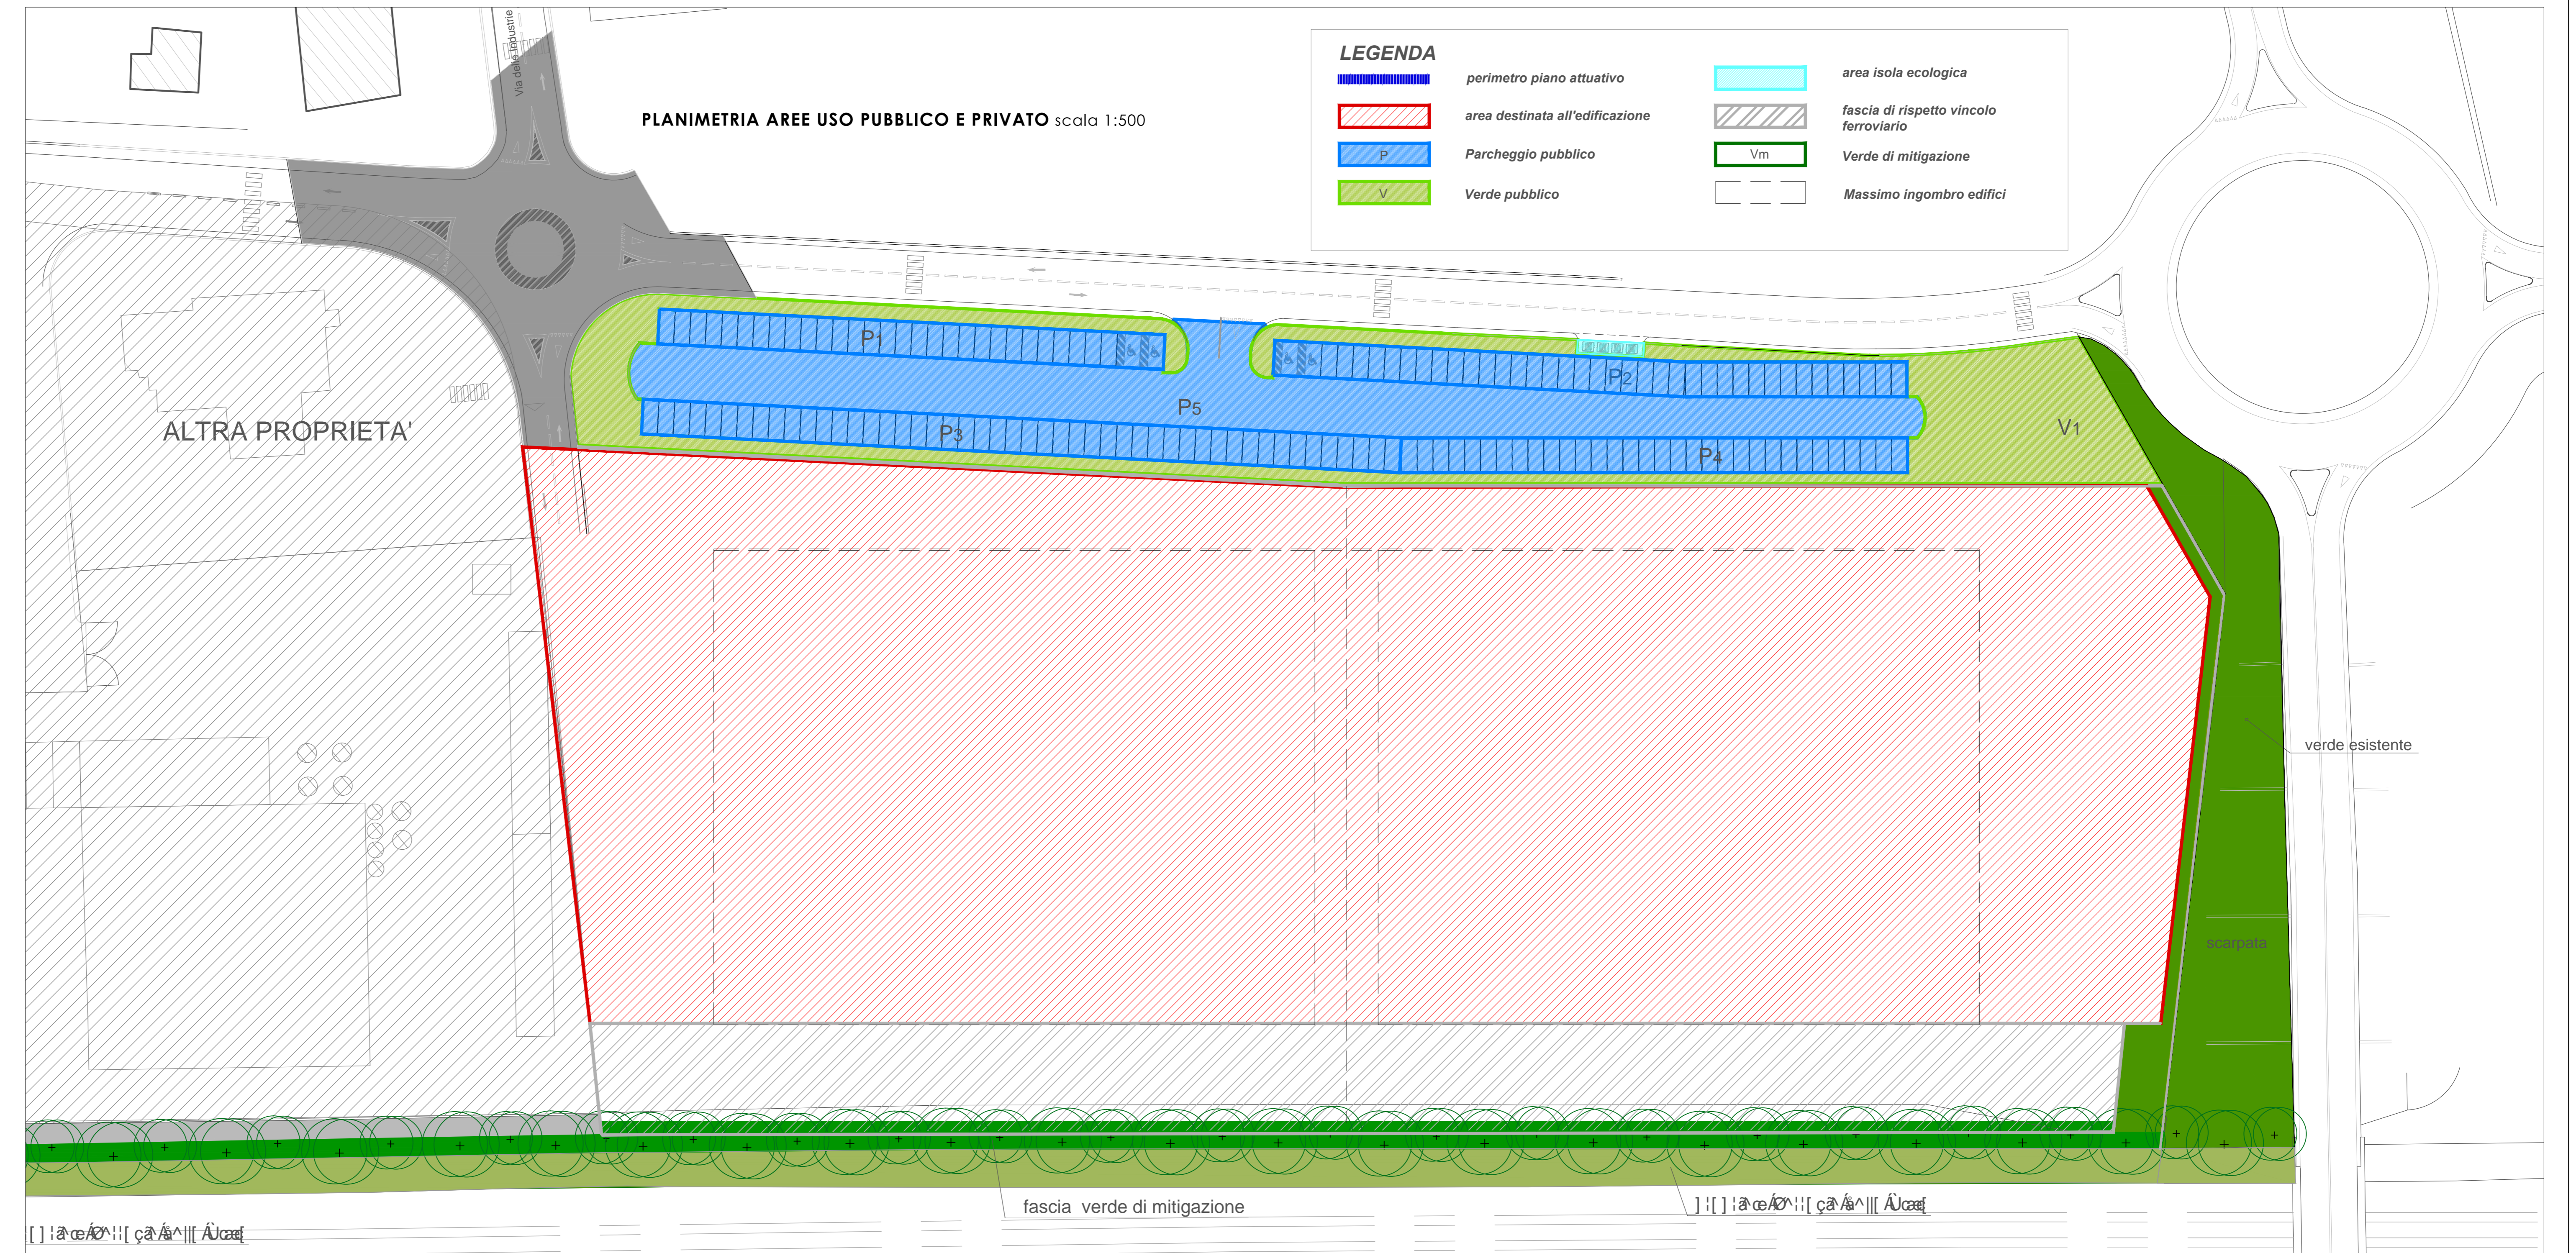 Via delle Industrie
LEGENDA
perimetro piano attuativo
area isola ecologica
area destinata all'edificazione
fascia di rispetto vincolo
ferroviario
P
Parcheggio pubblico
Vm
Verde di mitigazione
V
Verde pubblico
Massimo ingombro edifici
PLANIMETRIA AREE USO PUBBLICO E PRIVATO scala 1:500
P1
P2
P5
P3
P4
V1
ALTRA PROPRIETA'
verde esistente
scarpata
fascia verde di mitigazione